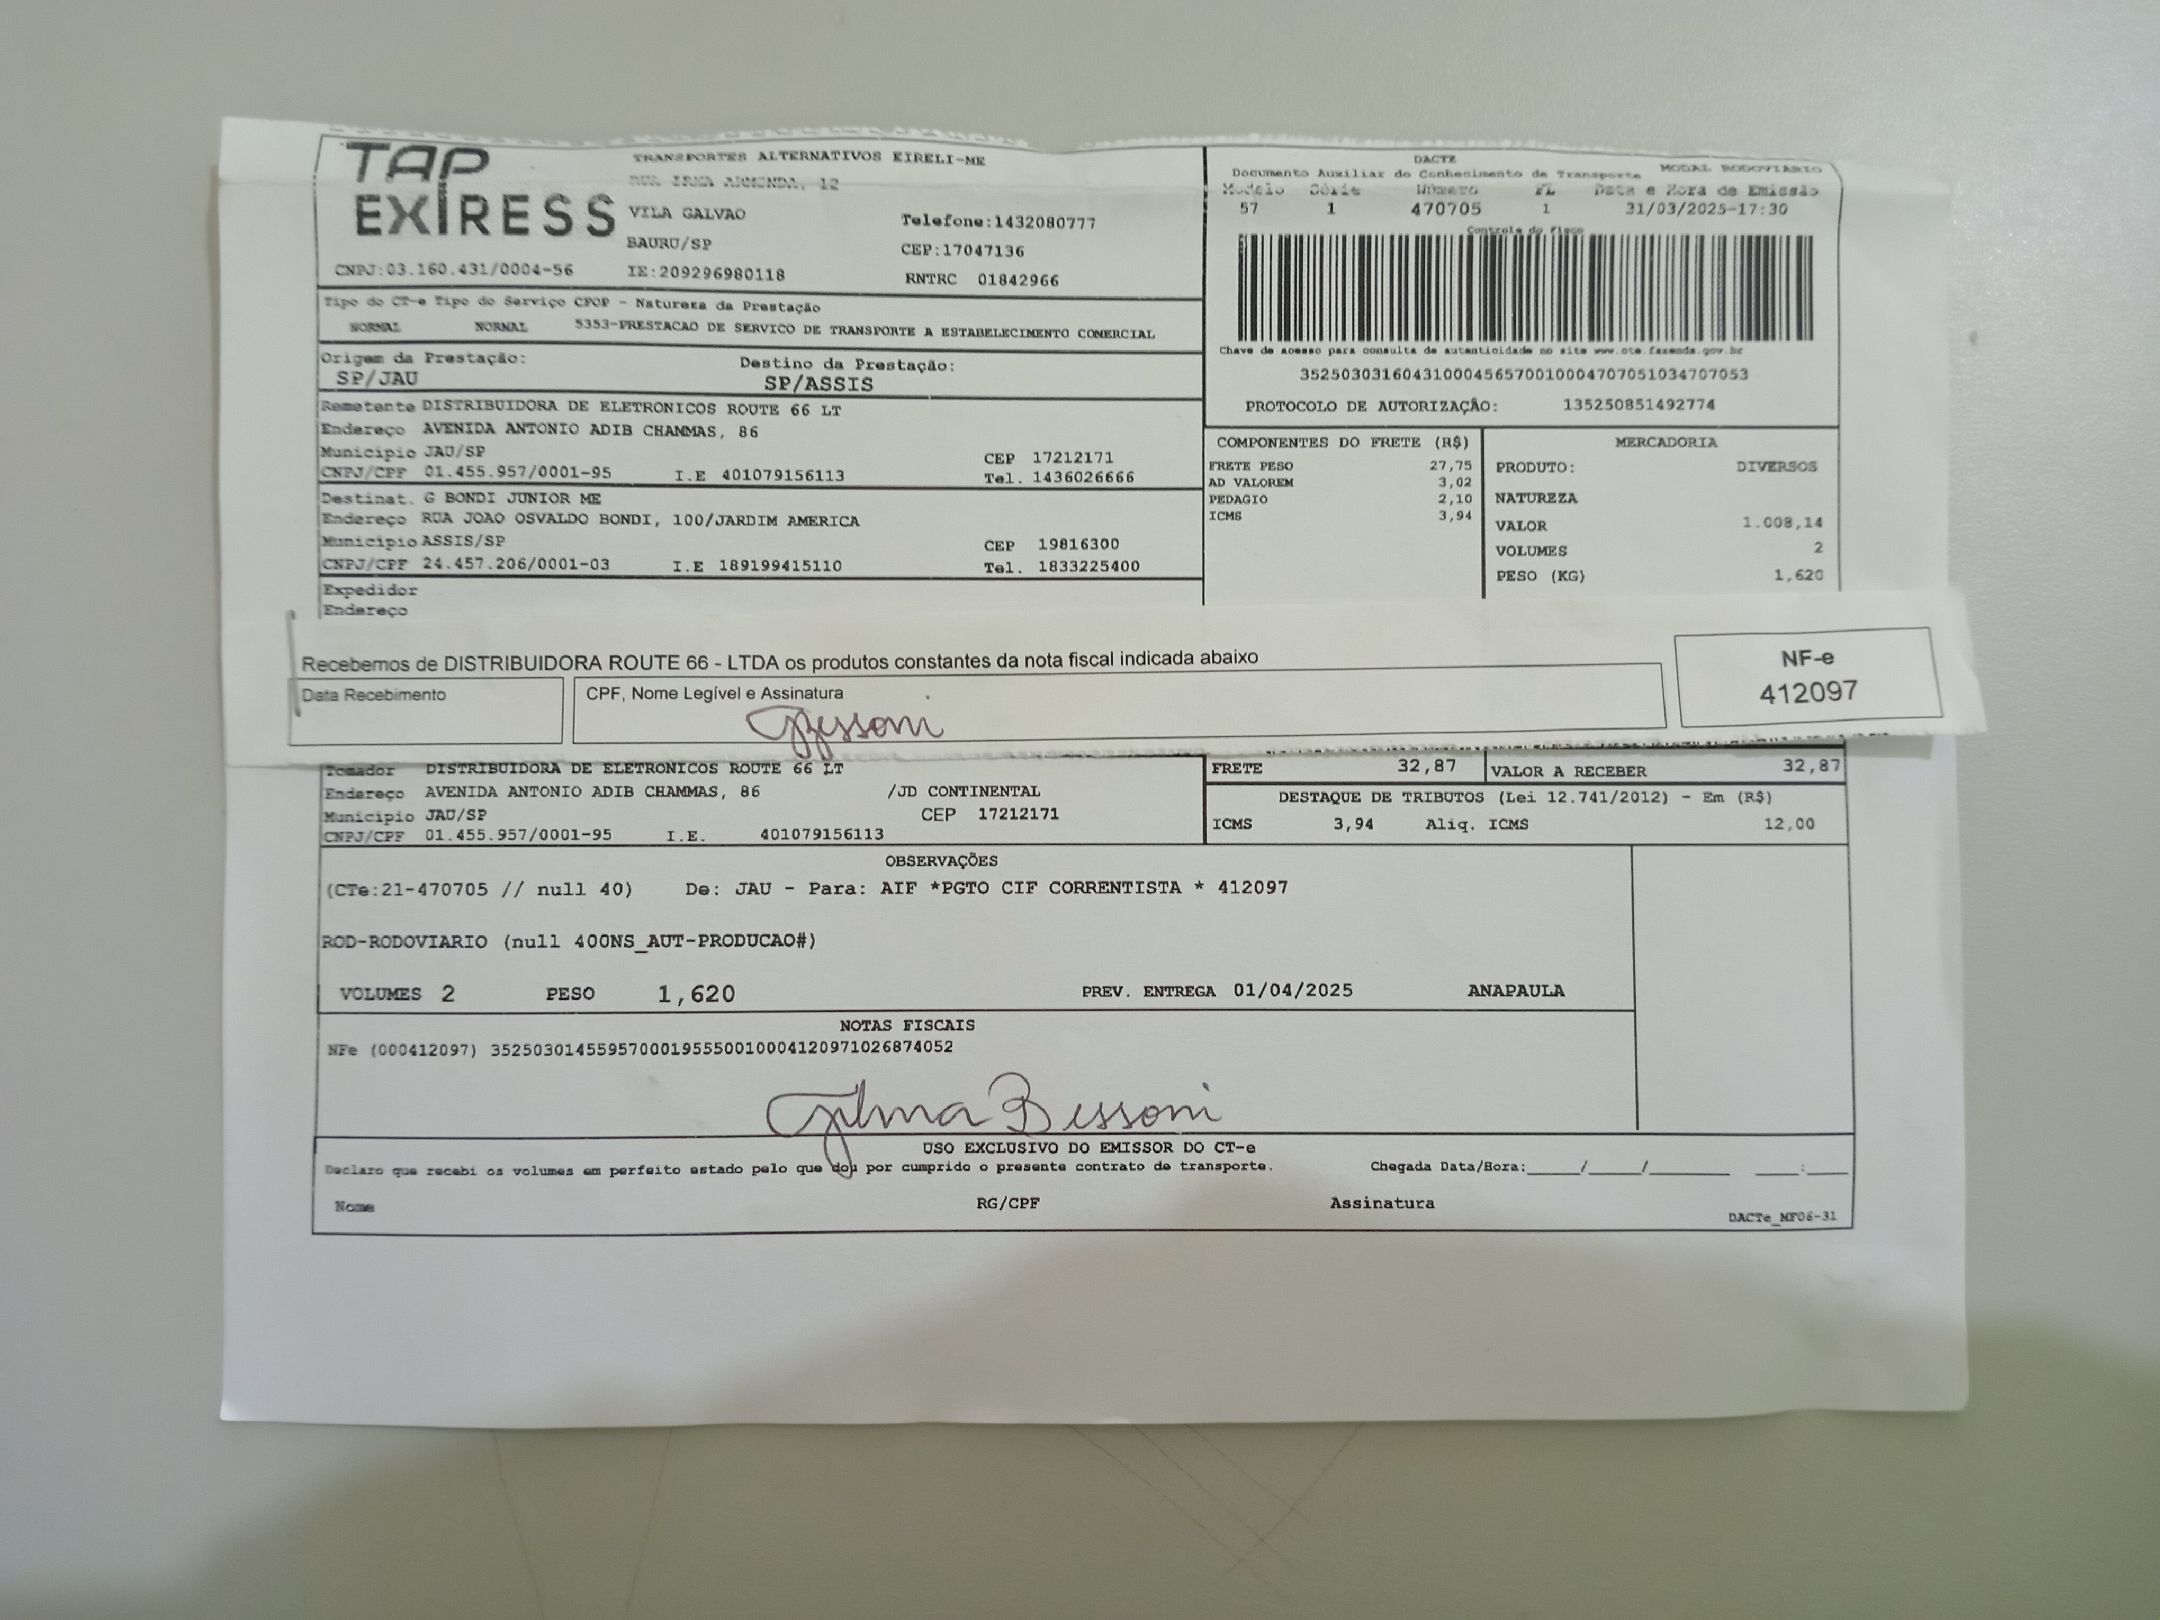 TAP
EXPRESS
TRANSPORTES ALTERNATIVOS EIRELI-ME
12
VILA GALVAO
Telefone:1432080777
BAURU/SP
CEP:17047136
CNPJ:03.160.431/0004-56
IE:209296980118
RNTRC 01842966
DACTE
MODAL RODOVIÁRIO
Documento Auxiliar do Conhecimento de Transporte
Modelo Série Número FL Data e Hora de Emissão
57 1 470705 1 31/03/2025-17:30
Controle do Fisco
Chave de acesso para consulta de autenticidade no site www.cte.fazenda.gov.br
35250303160431000456570010004707051034707053
PROTOCOLO DE AUTORIZAÇÃO: 135250851492774
Tipo do CT-e Tipo do Serviço CFOP - Natureza da Prestação
NORMAL NORMAL 5353-PRESTACAO DE SERVICO DE TRANSPORTE A ESTABELECIMENTO COMERCIAL
Origem da Prestação: Destino da Prestação:
SP/JAU SP/ASSIS
Remetente DISTRIBUIDORA DE ELETRONICOS ROUTE 66 LT
Endereço AVENIDA ANTONIO ADIB CHAMMAS, 86
Município JAU/SP CEP 17212171
CNPJ/CPF 01.455.957/0001-95 I.E 401079156113 Tel. 1436026666
Destinat. G BONDI JUNIOR ME
Endereço RUA JOAO OSVALDO BONDI, 100/JARDIM AMERICA
Município ASSIS/SP CEP 19816300
CNPJ/CPF 24.457.206/0001-03 I.E 189199415110 Tel. 1833225400
Expedidor
Endereço
COMPONENTES DO FRETE (R$)
FRETE PESO 27,75
AD VALOREM 3,02
PEDAGIO 2,10
ICMS 3,94
MERCADORIA
PRODUTO: DIVERSOS
NATUREZA
VALOR 1.008,14
VOLUMES 2
PESO (KG) 1,620
Recebemos de DISTRIBUIDORA ROUTE 66 - LTDA os produtos constantes da nota fiscal indicada abaixo
Data Recebimento
CPF, Nome Legível e Assinatura
NF-e
412097
Tomador DISTRIBUIDORA DE ELETRONICOS ROUTE 66 LT
Endereço AVENIDA ANTONIO ADIB CHAMMAS, 86 /JD CONTINENTAL
Município JAU/SP CEP 17212171
CNPJ/CPF 01.455.957/0001-95 I.E. 401079156113
FRETE 32,87 VALOR A RECEBER 32,87
DESTAQUE DE TRIBUTOS (Lei 12.741/2012) - Em (R$)
ICMS 3,94 Aliq. ICMS 12,00
OBSERVAÇÕES
(CTe:21-470705 // null 40) De: JAU - Para: AIF *PGTO CIF CORRENTISTA * 412097
ROD-RODOVIARIO (null 400NS_AUT-PRODUCAO#)
VOLUMES 2 PESO 1,620 PREV. ENTREGA 01/04/2025 ANAPAULA
NOTAS FISCAIS
NFe (000412097) 35250301455957000195550010004120971026874052
Gilma Bessoni
USO EXCLUSIVO DO EMISSOR DO CT-e
Declaro que recebi os volumes em perfeito estado pelo que dou por cumprido o presente contrato de transporte. Chegada Data/Hora:_____/_____/________ ____:____
Nome RG/CPF Assinatura
DACTe_MF06-31